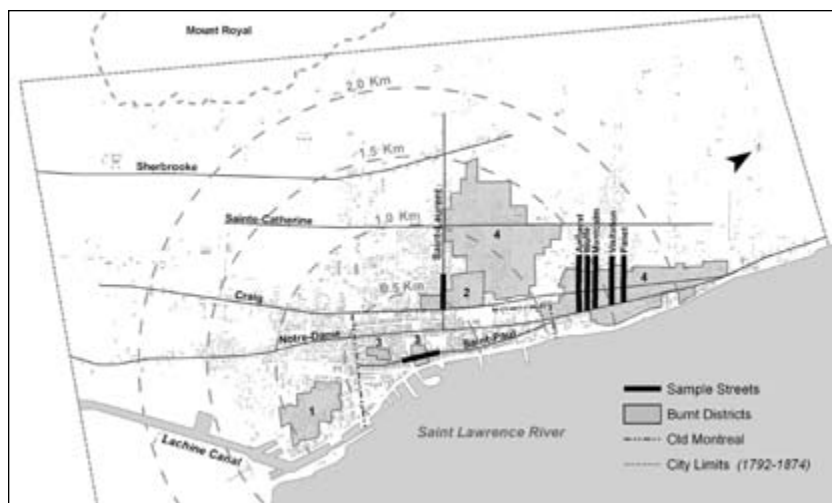 Mount Royal
2.0 Km
1.5 Km
Sherbrooke
1.0 Km
Sainte-Catherine
Saint-Laurent
4
Amherst
Wolfe
Montcalm
Visitation
Panet
0.5 Km
2
4
Craig
Notre-Dame
3
3
Saint-Paul
1
Lachine Canal
Saint Lawrence River
Sample Streets
Burnt Districts
Old Montreal
City Limits (1792-1874)